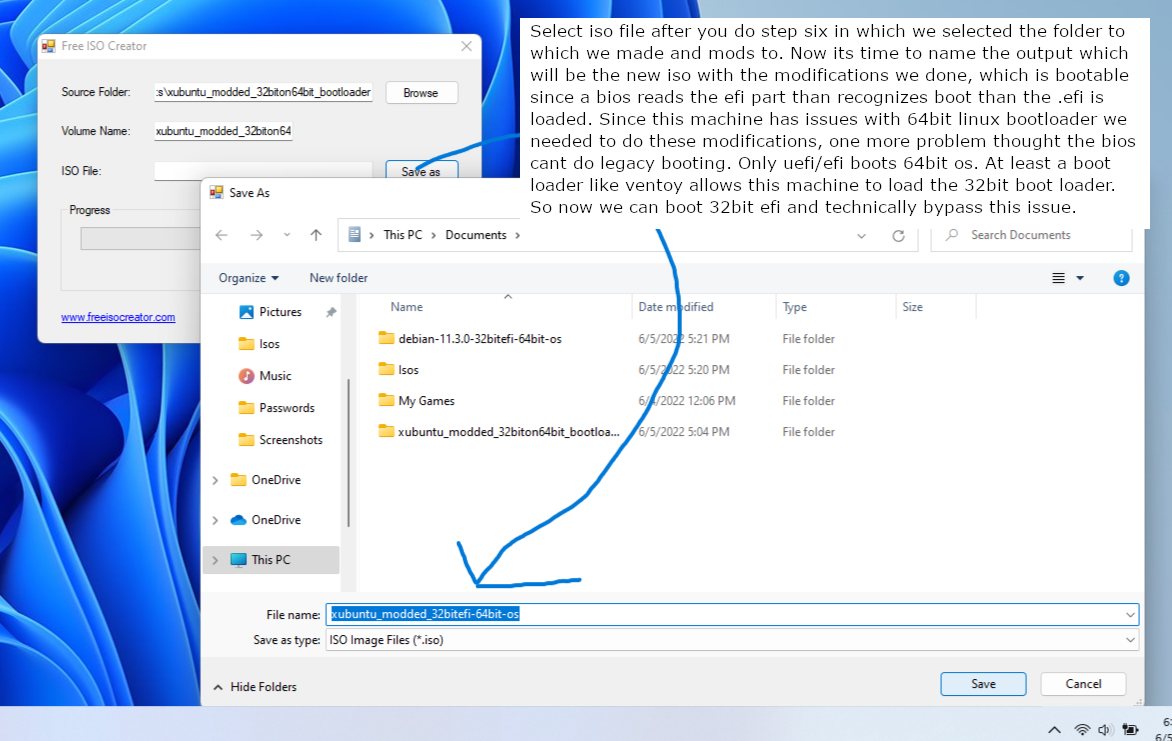 Free ISO Creator
Source Folder:
:s\xubuntu_modded_32biton64bit_bootloader
Browse
Volume Name:
xubuntu_modded_32biton64
ISO File:
Save as
Progress
www.freeisocreator.com
Select iso file after you do step six in which we selected the folder to
which we made and mods to. Now its time to name the output which
will be the new iso with the modifications we done, which is bootable
since a bios reads the efi part than recognizes boot than the .efi is
loaded. Since this machine has issues with 64bit linux bootloader we
needed to do these modifications, one more problem thought the bios
cant do legacy booting. Only uefi/efi boots 64bit os. At least a boot
loader like ventoy allows this machine to load the 32bit boot loader.
So now we can boot 32bit efi and technically bypass this issue.
Save As
This PC > Documents >
Search Documents
Organize
New folder
Pictures
Isos
Music
Passwords
Screenshots
OneDrive
OneDrive
This PC
Name Date modified Type Size
debian-11.3.0-32bitefi-64bit-os 6/5/2022 5:21 PM File folder
Isos 6/5/2022 5:20 PM File folder
My Games 6/4/2022 12:06 PM File folder
xubuntu_modded_32biton64bit_bootloa... 6/5/2022 5:04 PM File folder
File name: xubuntu_modded_32bitefi-64bit-os
Save as type: ISO Image Files (*.iso)
Hide Folders
Save
Cancel
6:
6/5